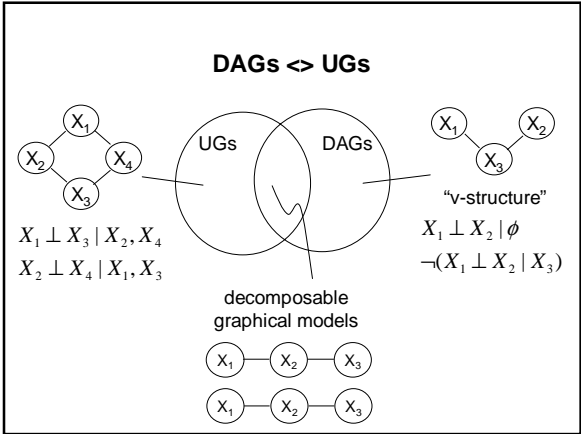 DAGs <> UGs
X₁
X₂ X₄
X₃
UGs DAGs
X₁ X₂
X₃
"v-structure"
X₁ ⊥ X₃ | X₂, X₄
X₂ ⊥ X₄ | X₁, X₃
X₁ ⊥ X₂ | ϕ
¬(X₁ ⊥ X₂ | X₃)
decomposable
graphical models
X₁ X₂ X₃
X₁ X₂ X₃